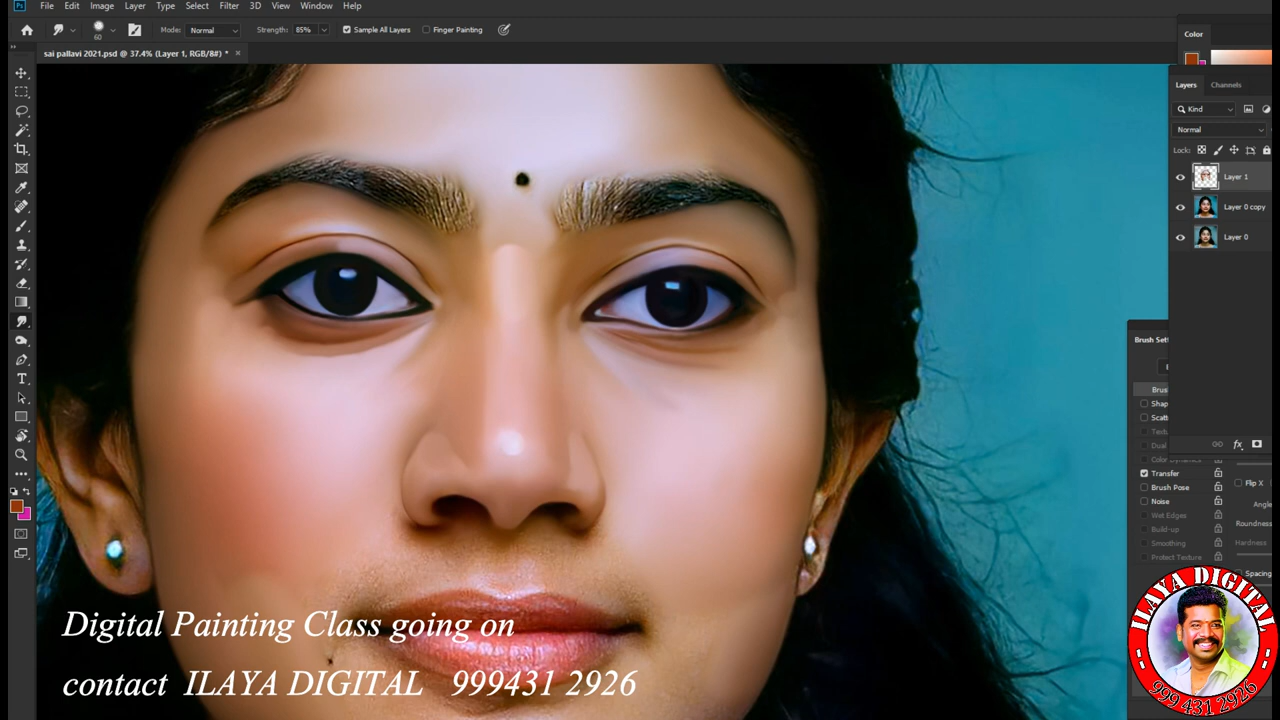 File Edit Image Layer Type Select Filter 3D View Window Help
60 Mode: Normal Strength: 85% Sample All Layers Finger Painting
sai pallavi 2021.psd @ 37.4% (Layer 1, RGB/8#) *
Color
Layers Channels
Kind
Normal
Lock:
Layer 1
Layer 0 copy
Layer 0
fx
Transfer
Brush Pose
Flip X
Noise
Wet Edges
Build-up
Smoothing
Protect Texture
Spacing
Hardness
Digital Painting Class going on
contact ILAYA DIGITAL 999431 2926
ILAYA DIGITAL
999 431 2926